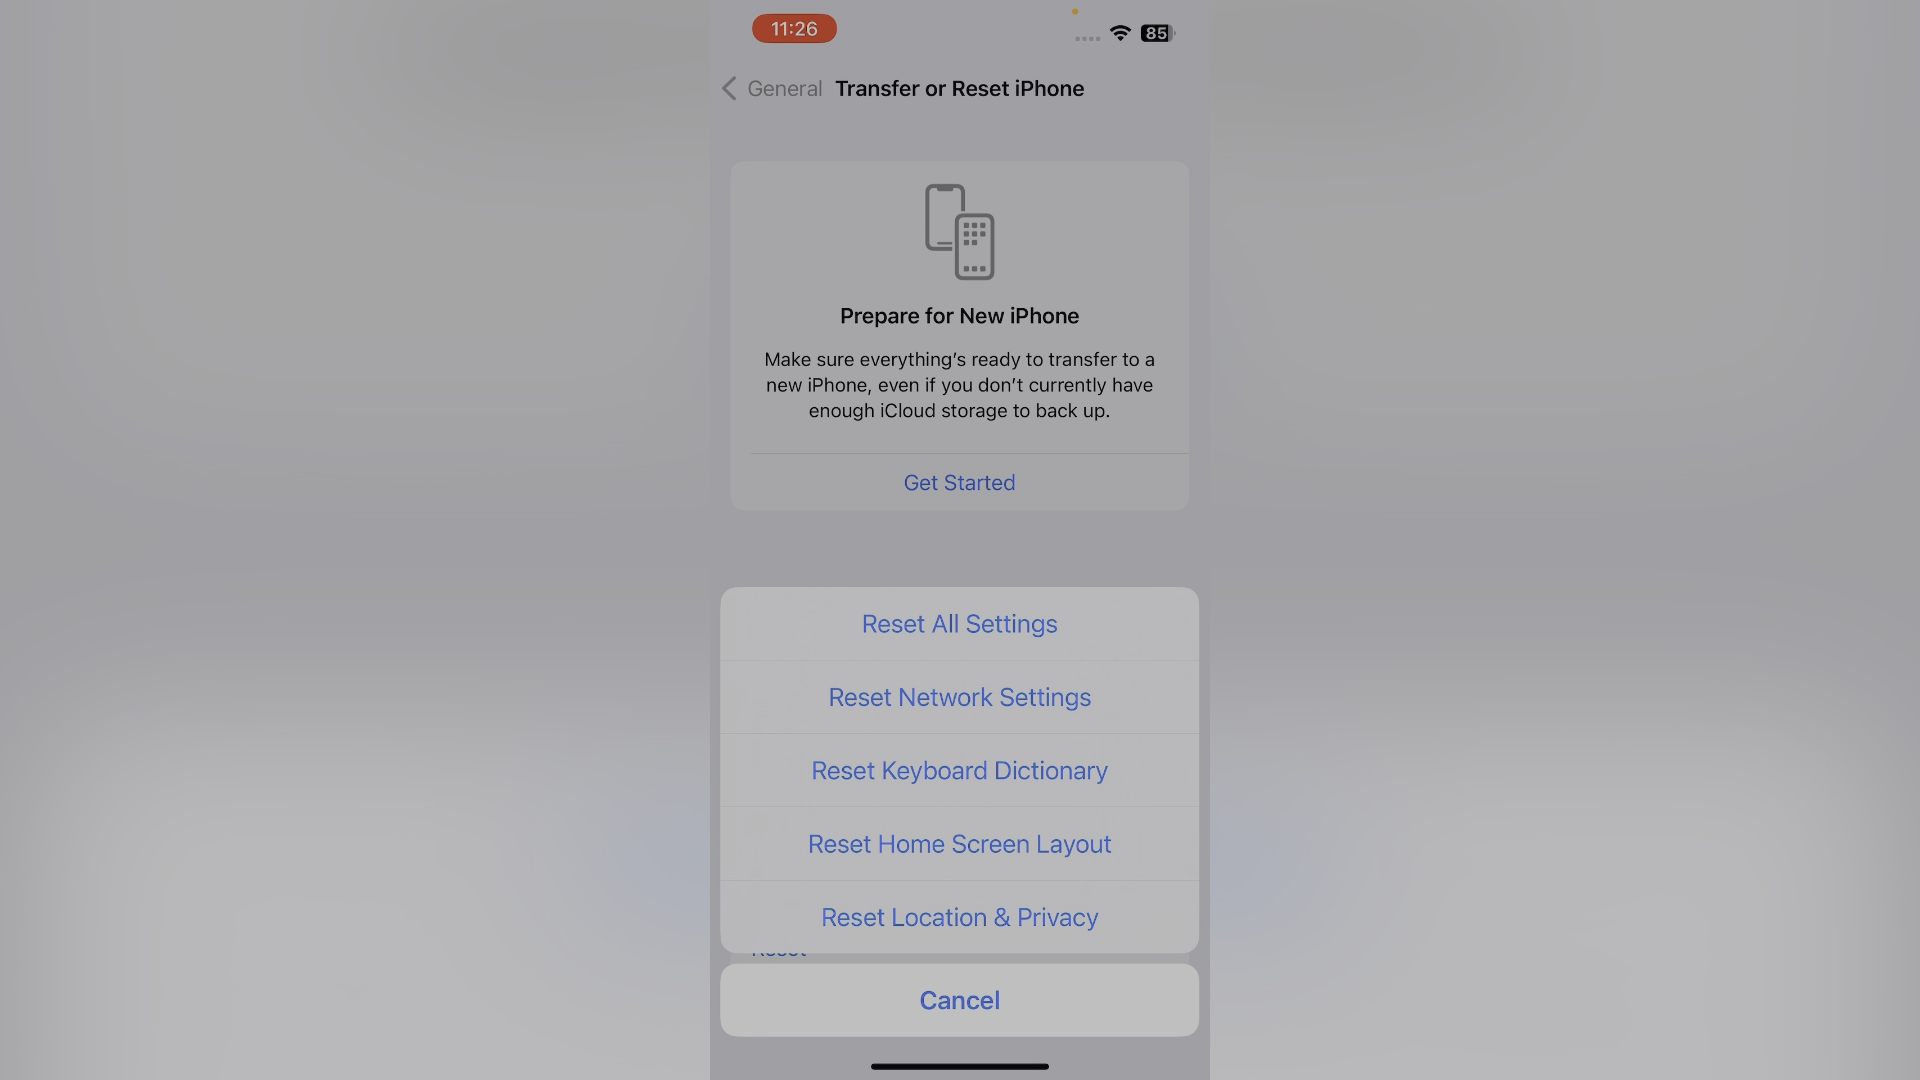 11:26
85
General Transfer or Reset iPhone
Prepare for New iPhone
Make sure everything's ready to transfer to a
new iPhone, even if you don't currently have
enough iCloud storage to back up.
Get Started
Reset All Settings
Reset Network Settings
Reset Keyboard Dictionary
Reset Home Screen Layout
Reset Location & Privacy
Reset
Cancel